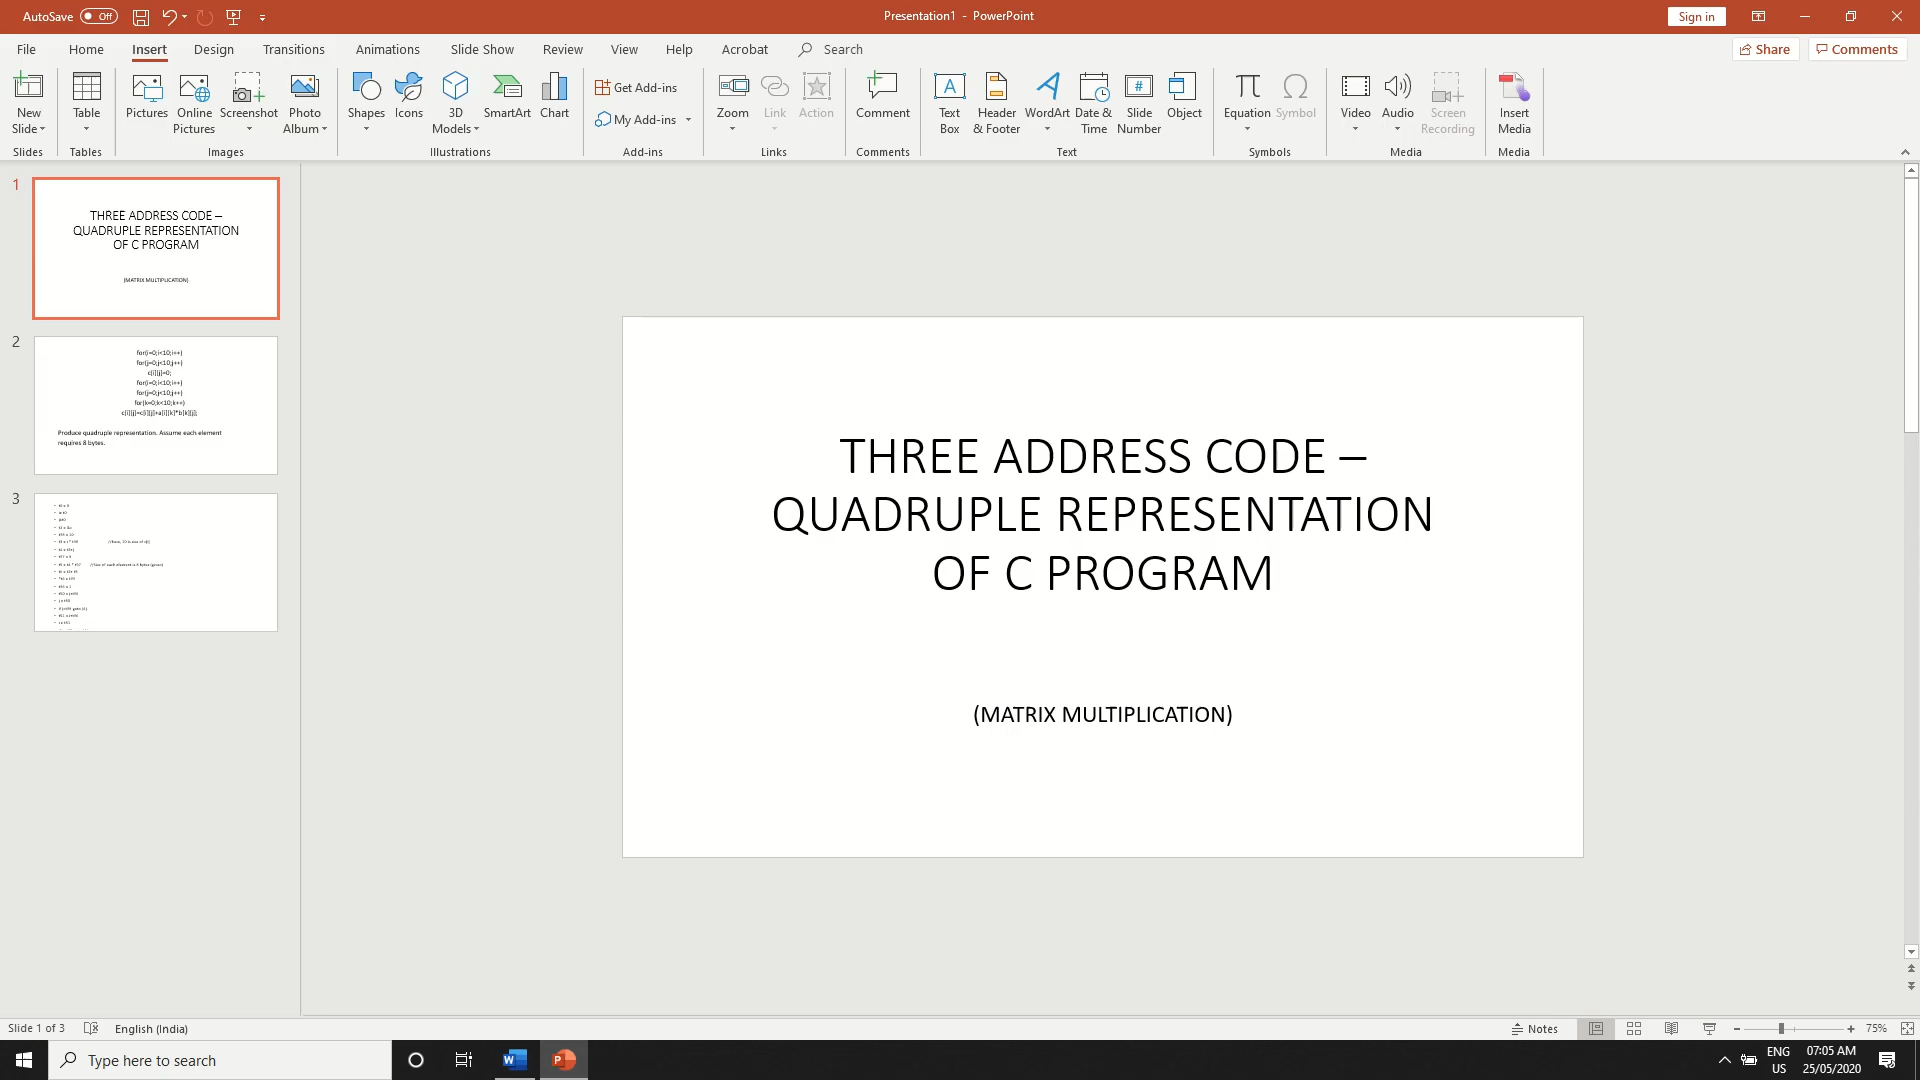 AutoSave Off
Presentation1 - PowerPoint
Sign in
File Home Insert Design Transitions Animations Slide Show Review View Help Acrobat Search
Share Comments
New Slide
Table
Pictures
Online Pictures
Screenshot
Photo Album
Shapes
Icons
3D Models
SmartArt
Chart
Get Add-ins
My Add-ins
Zoom
Link
Action
Comment
Text Box
Header & Footer
WordArt
Date & Time
Slide Number
Object
Equation
Symbol
Video
Audio
Screen Recording
Insert Media
Slides Tables Images Illustrations Add-ins Links Comments Text Symbols Media Media
1
THREE ADDRESS CODE –
QUADRUPLE REPRESENTATION
OF C PROGRAM
(MATRIX MULTIPLICATION)
2
for(i=0;i<10;i++)
for(j=0;j<10;j++)
c[i][j]=0;
for(i=0;i<10;i++)
for(j=0;j<10;j++)
for(k=0;k<10;k++)
c[i][j]=c[i][j]+a[i][k]*b[k][j];
Produce quadruple representation. Assume each element
requires 8 bytes.
3
THREE ADDRESS CODE –
QUADRUPLE REPRESENTATION
OF C PROGRAM
(MATRIX MULTIPLICATION)
Slide 1 of 3 English (India)
Notes 75%
Type here to search
ENG
US
07:05 AM
25/05/2020